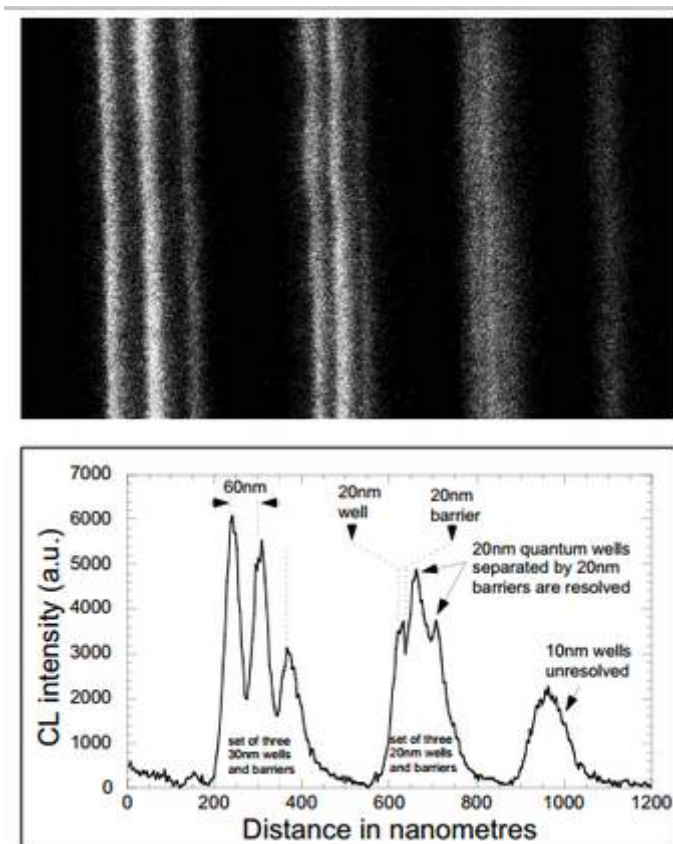 7000
6000
5000
4000
3000
2000
1000
0
CL intensity (a.u.)
60nm
20nm
well
20nm
barrier
20nm quantum wells
separated by 20nm
barriers are resolved
10nm wells
unresolved
set of three
30nm wells
and barriers
set of three
20nm wells
and barriers
0 200 400 600 800 1000 1200
Distance in nanometres